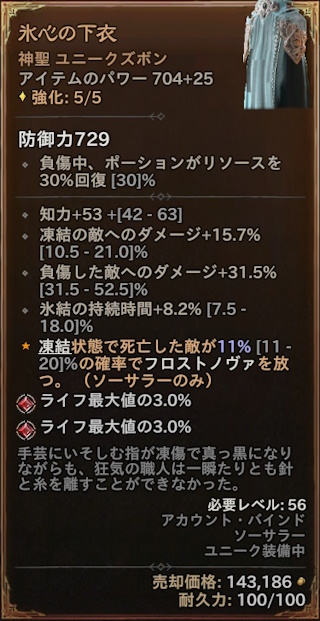 氷心の下衣
神聖 ユニークズボン
アイテムのパワー 704+25
強化: 5/5
防御力729
負傷中、ポーションがリソースを
30%回復 [30]%
知力+53 +[42 - 63]
凍結の敵へのダメージ+15.7%
[10.5 - 21.0]%
負傷した敵へのダメージ+31.5%
[31.5 - 52.5]%
氷結の持続時間+8.2% [7.5 -
18.0]%
凍結状態で死亡した敵が11% [11 -
20]%の確率でフロストノヴァを放
つ。（ソーサラーのみ）
ライフ最大値の3.0%
ライフ最大値の3.0%
手芸にいそしむ指が凍傷で真っ黒になり
ながらも、狂気の職人は一瞬たりとも針
と糸を離すことができなかった。
必要レベル: 56
アカウント・バインド
ソーサラー
ユニーク装備中
売却価格: 143,186
耐久力: 100/100